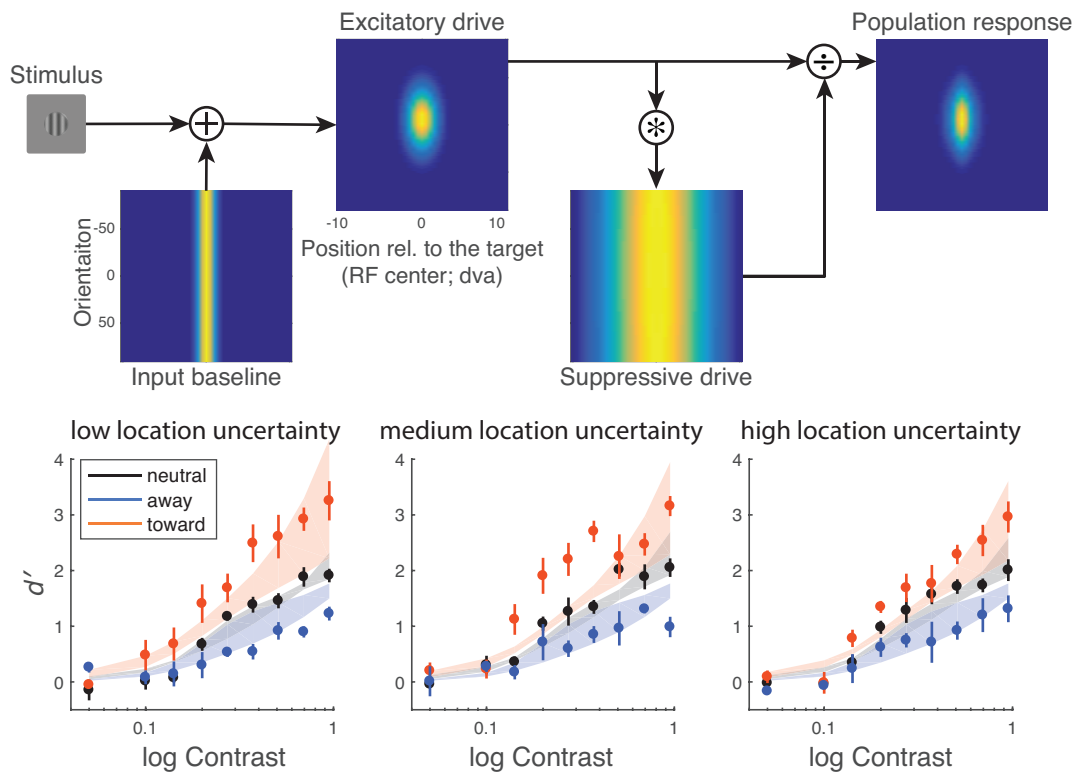 Excitatory drive
Population response
Stimulus
+
*
÷
-50
0
50
Orientaiton
Input baseline
-10
0
10
Position rel. to the target
(RF center; dva)
Suppressive drive
low location uncertainty
medium location uncertainty
high location uncertainty
neutral
away
toward
4
3
2
1
0
d′
0.1
1
log Contrast
4
3
2
1
0
0.1
1
log Contrast
4
3
2
1
0
0.1
1
log Contrast